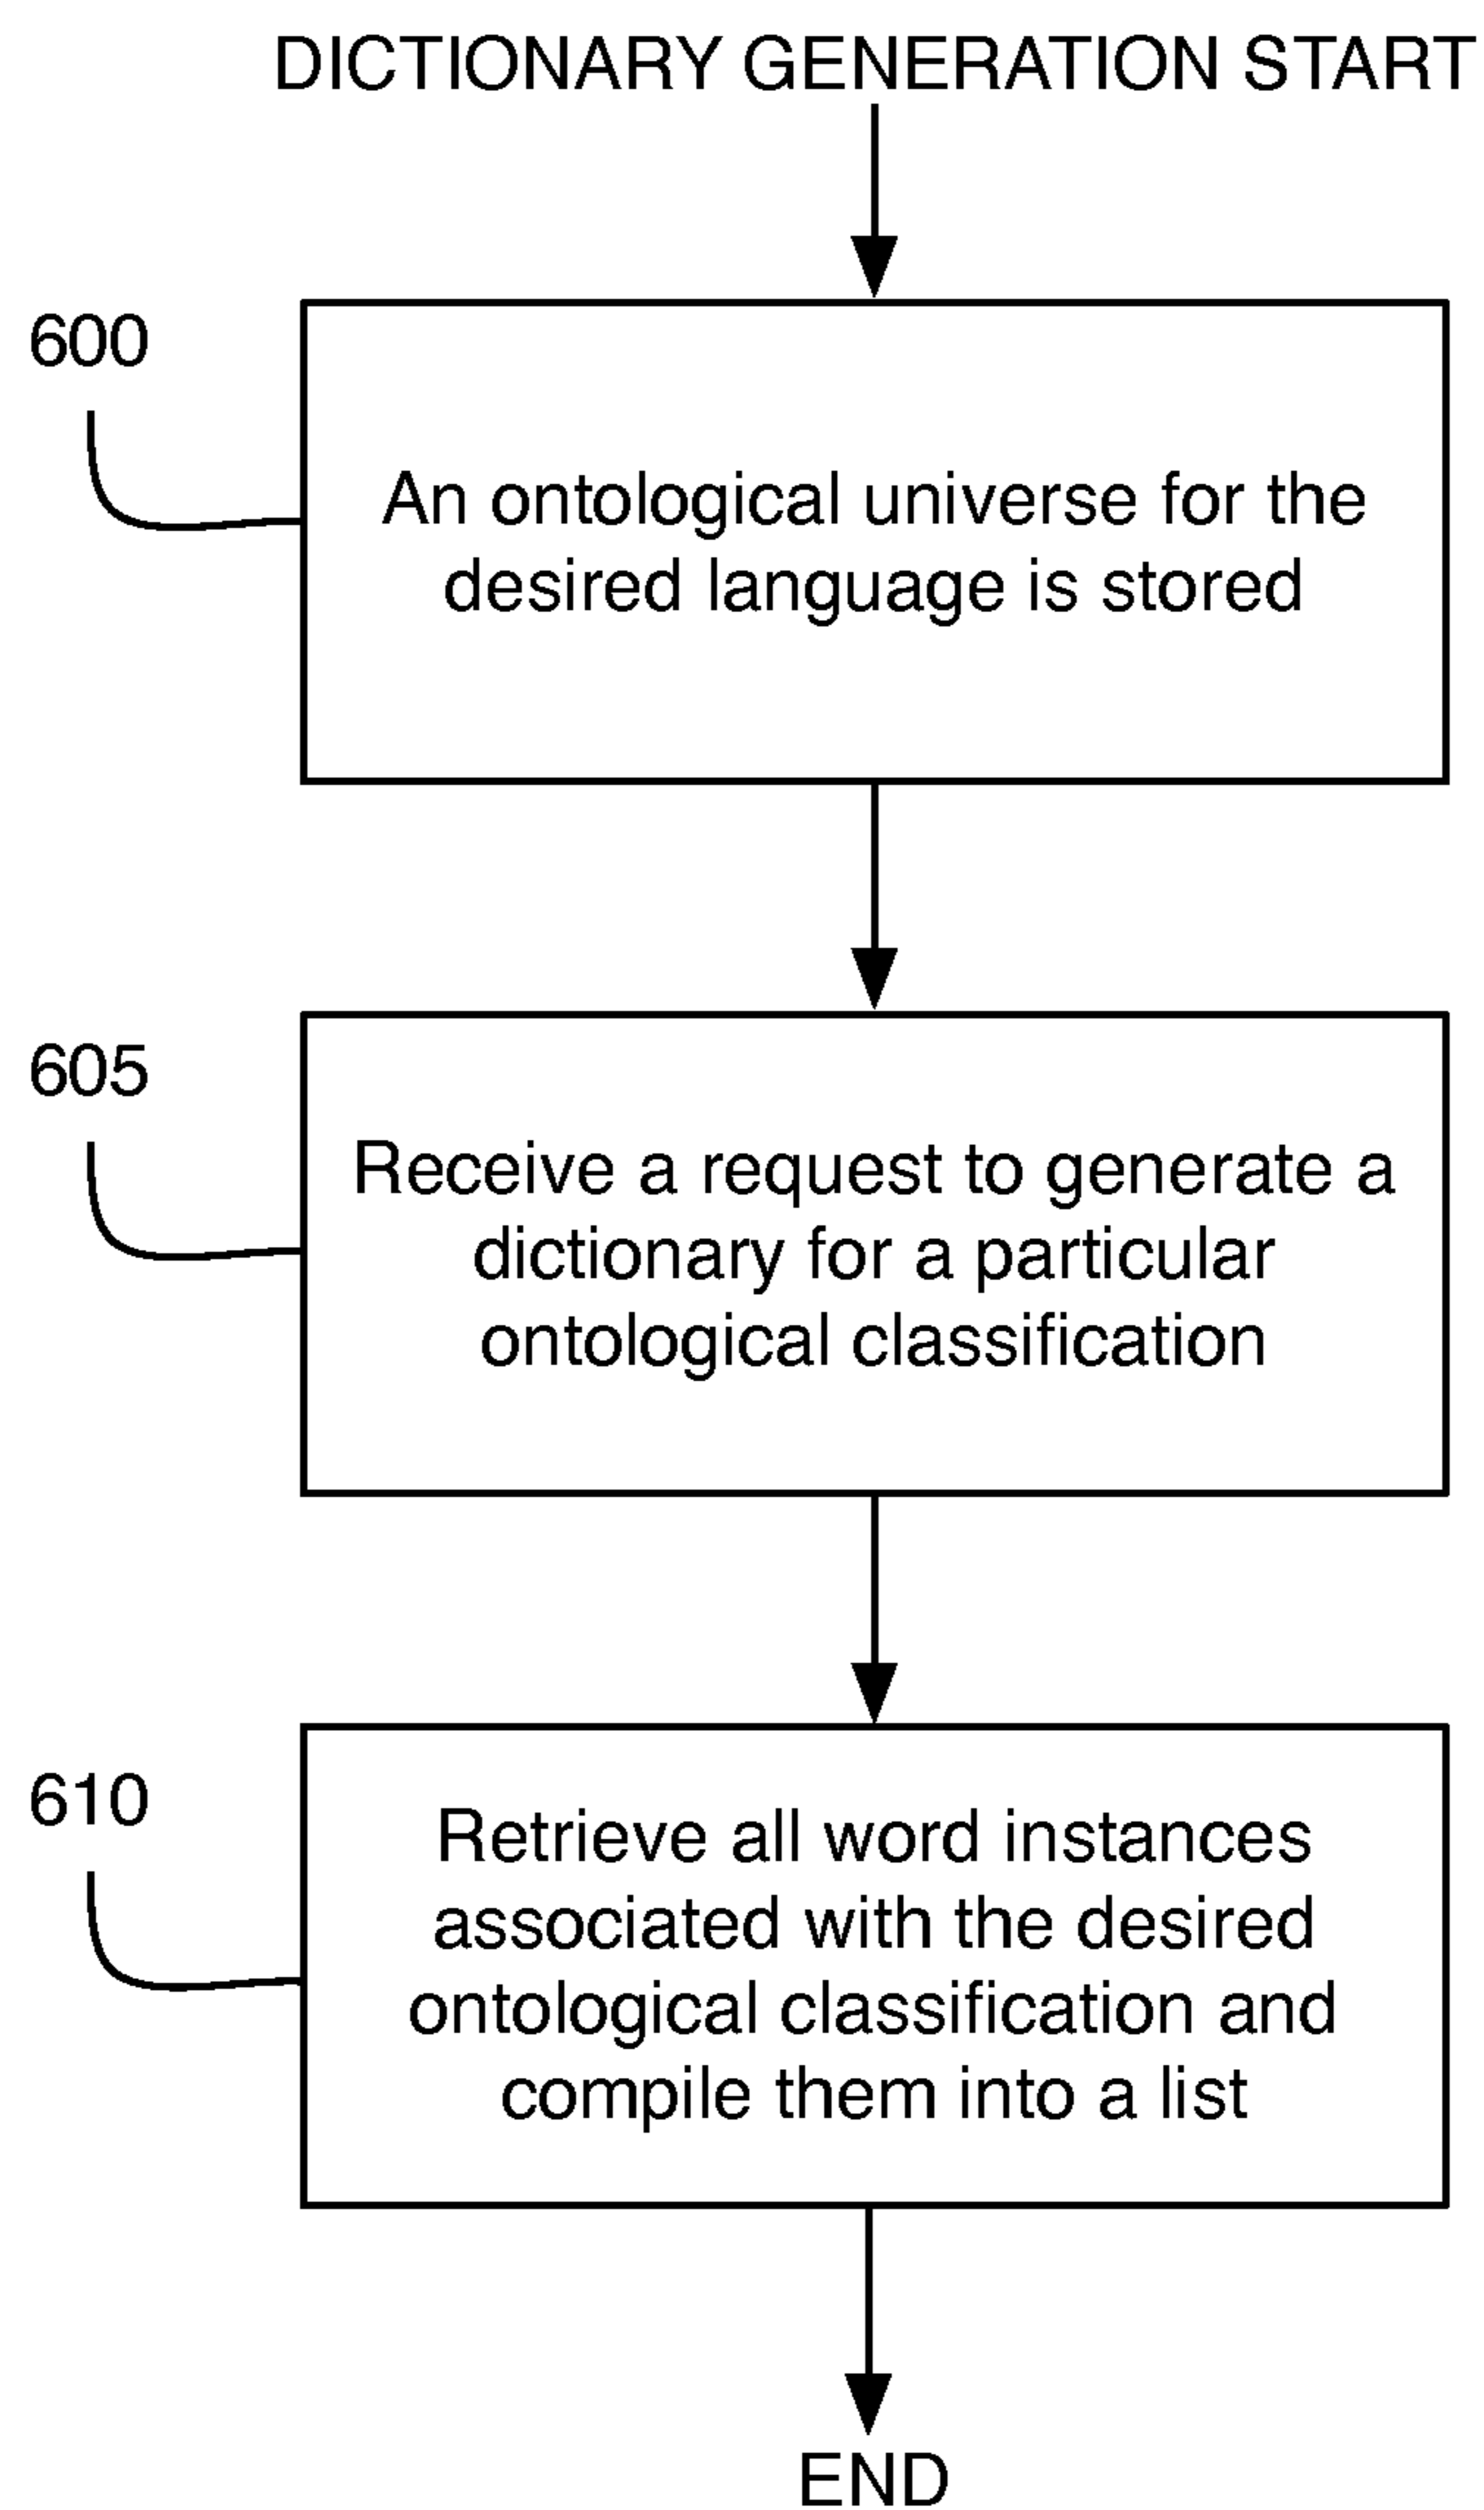 DICTIONARY GENERATION START
600
An ontological universe for the
desired language is stored
605
Receive a request to generate a
dictionary for a particular
ontological classification
610
Retrieve all word instances
associated with the desired
ontological classification and
compile them into a list
END